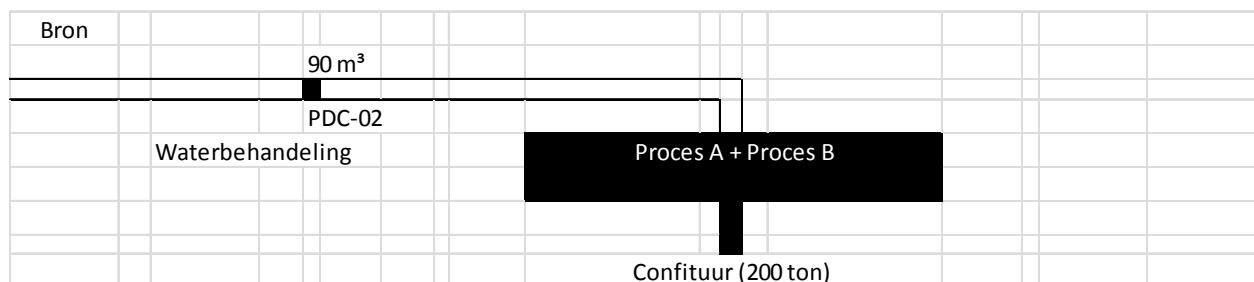 Bron
90 m³
PDC-02
Waterbehandeling
Proces A + Proces B
Confituur (200 ton)